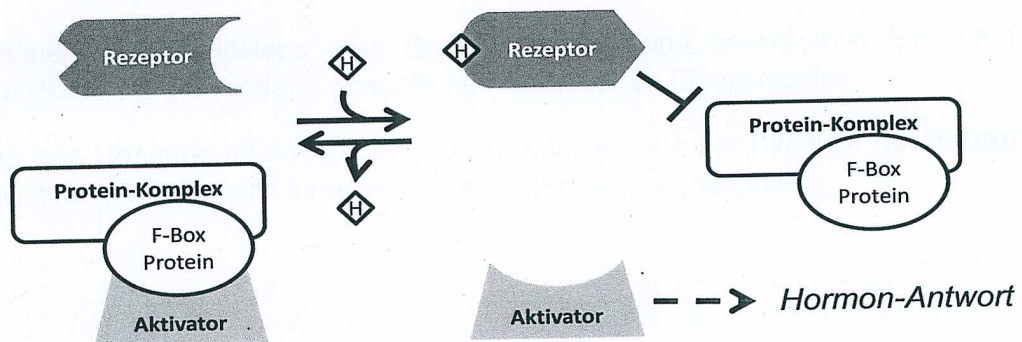 Rezeptor
H
H
Protein-Komplex
F-Box
Protein
Aktivator
H
Rezeptor
Protein-Komplex
F-Box
Protein
Aktivator
Hormon-Antwort